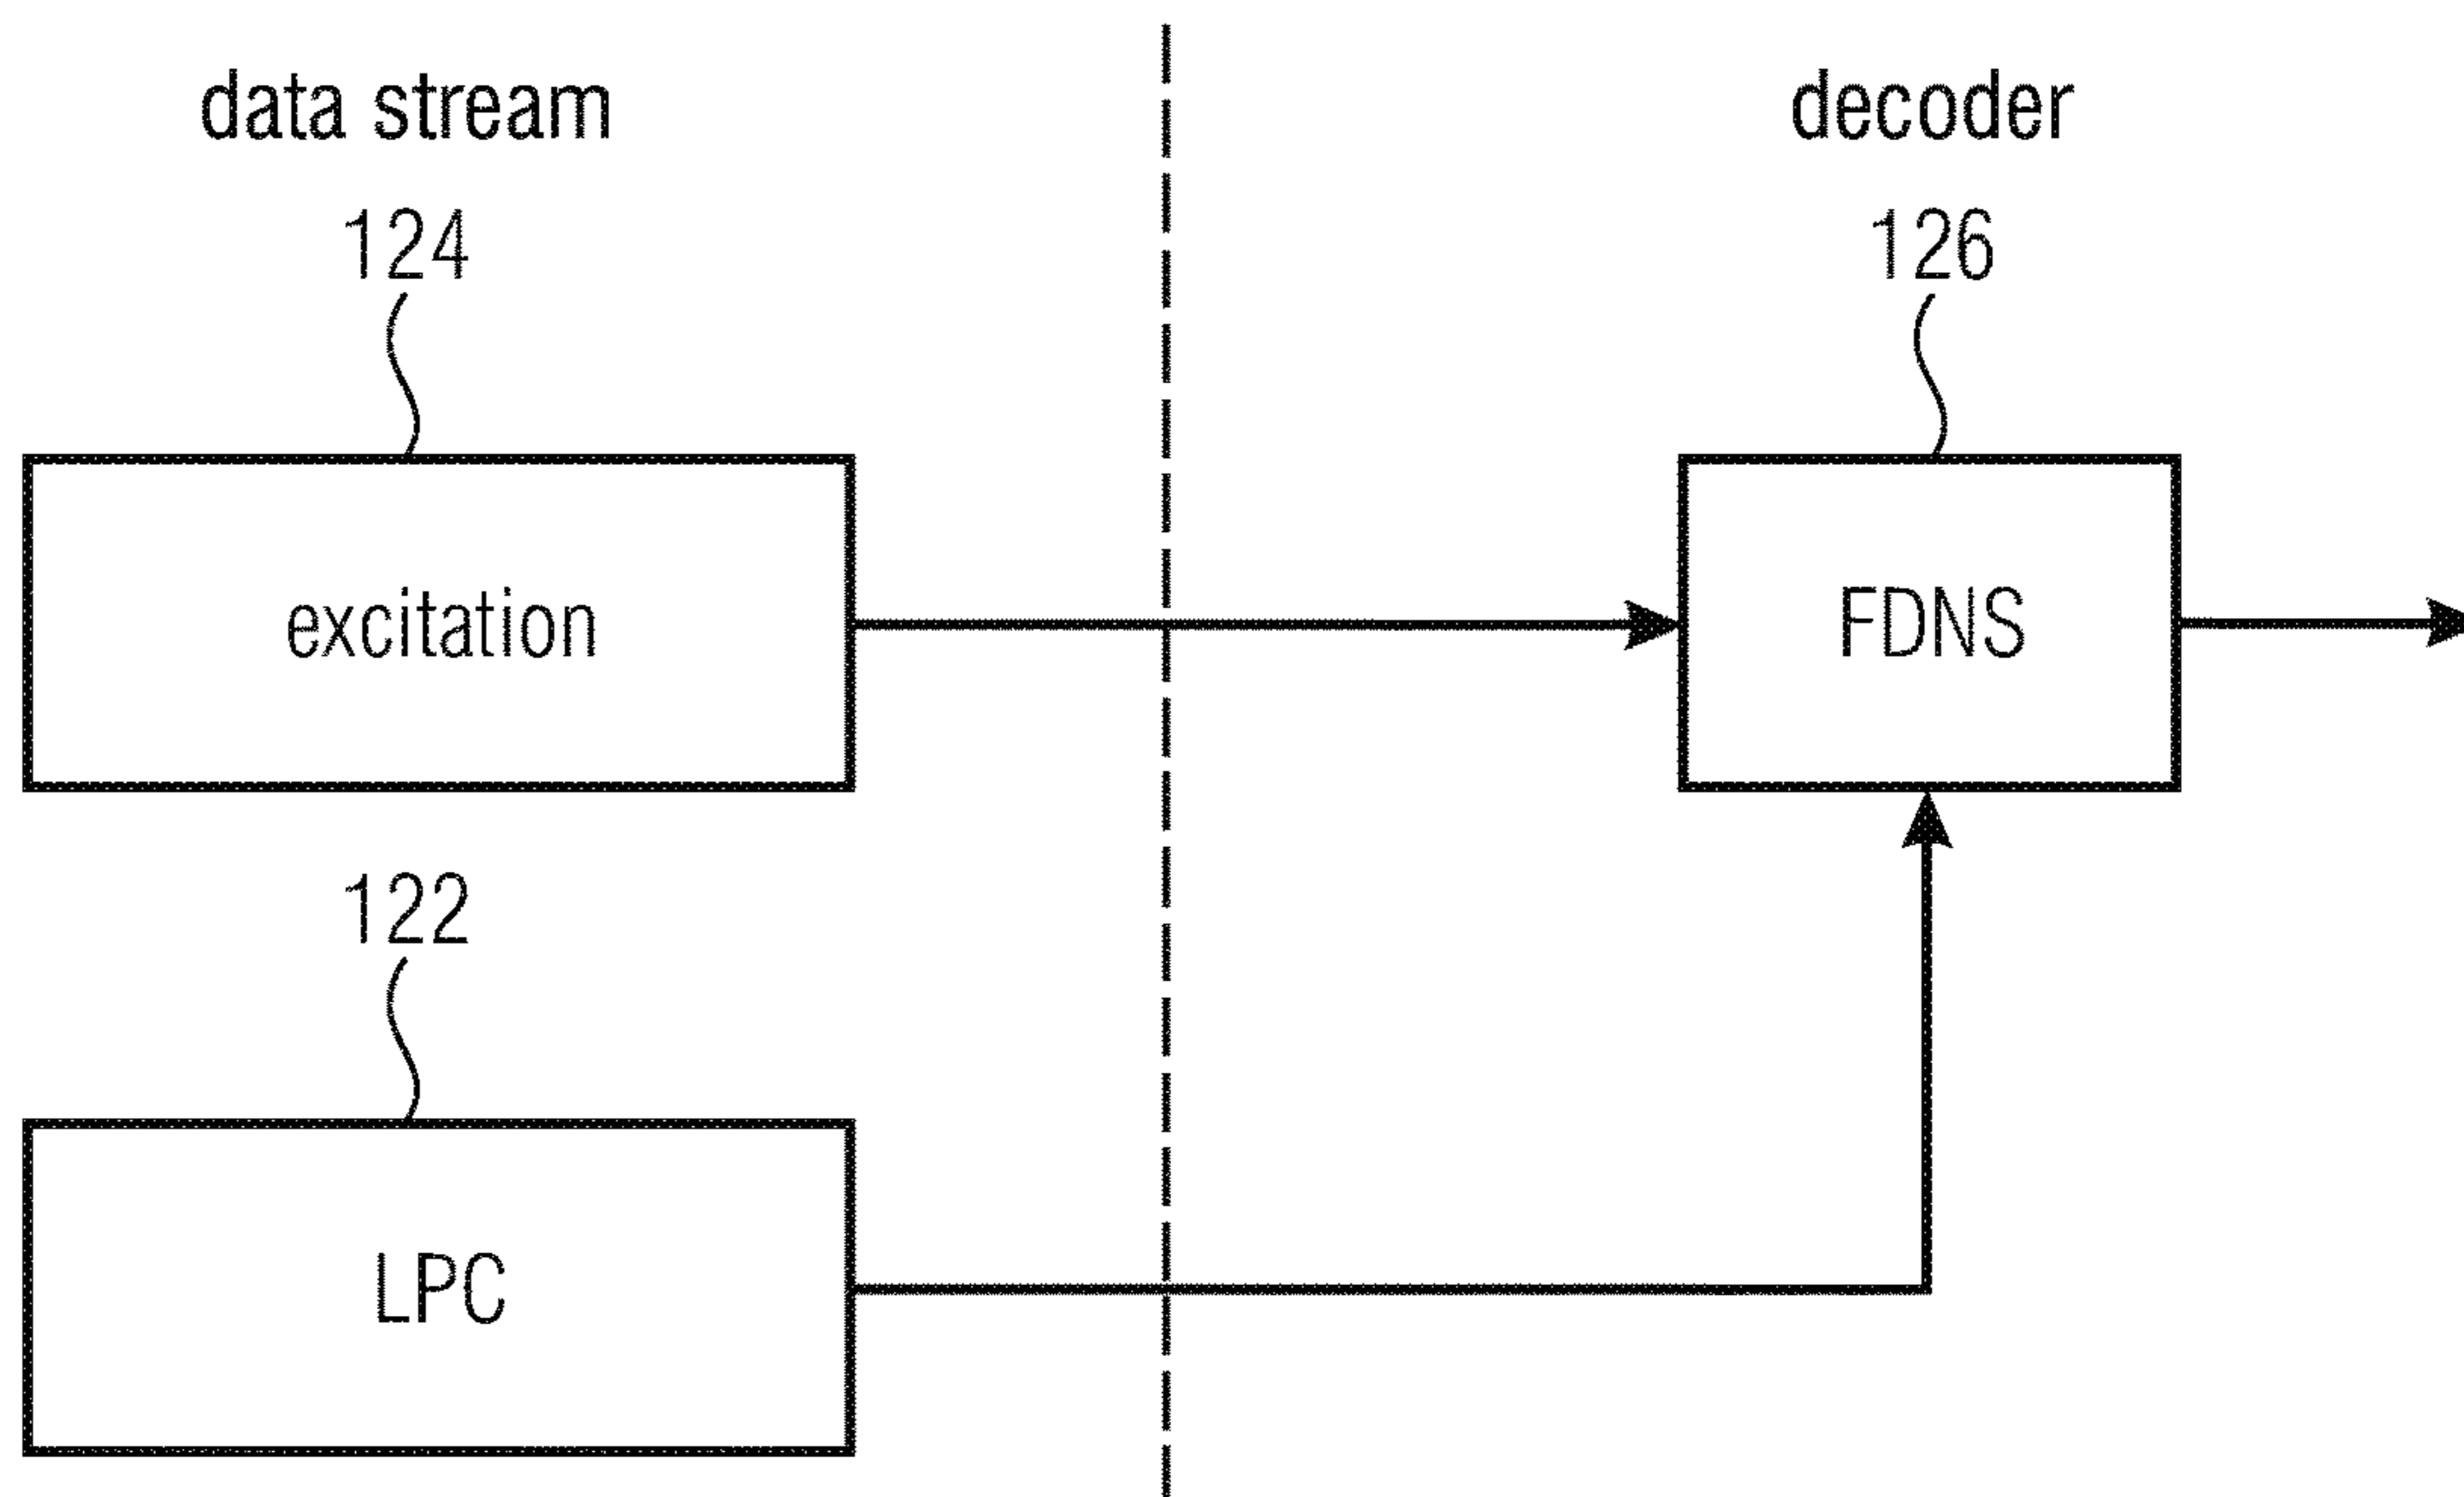 data stream
decoder
124
126
excitation
FDNS
122
LPC